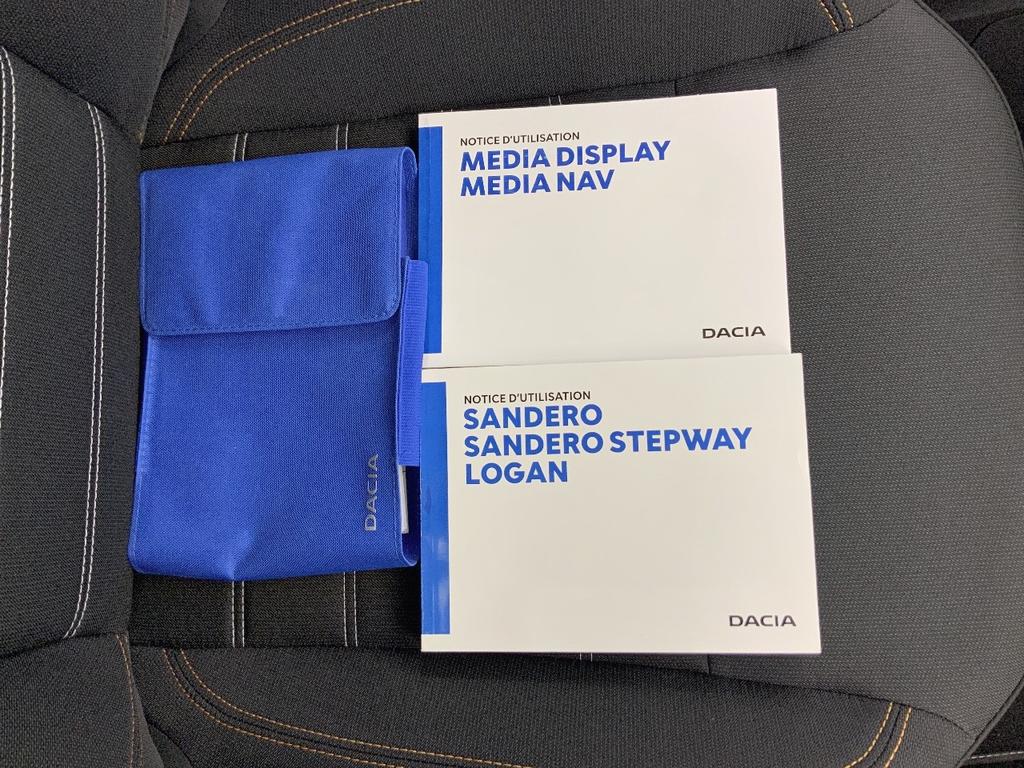 NOTICE D'UTILISATION
MEDIA DISPLAY
MEDIA NAV
DACIA
NOTICE D'UTILISATION
SANDERO
SANDERO STEPWAY
LOGAN
DACIA
DACIA